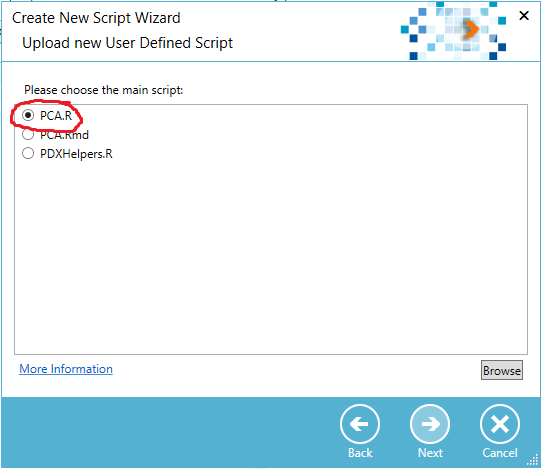 Create New Script Wizard
Upload new User Defined Script
Please choose the main script:
PCA.R
PCA.Rmd
PDXHelpers.R
More Information
Browse
Back
Next
Cancel